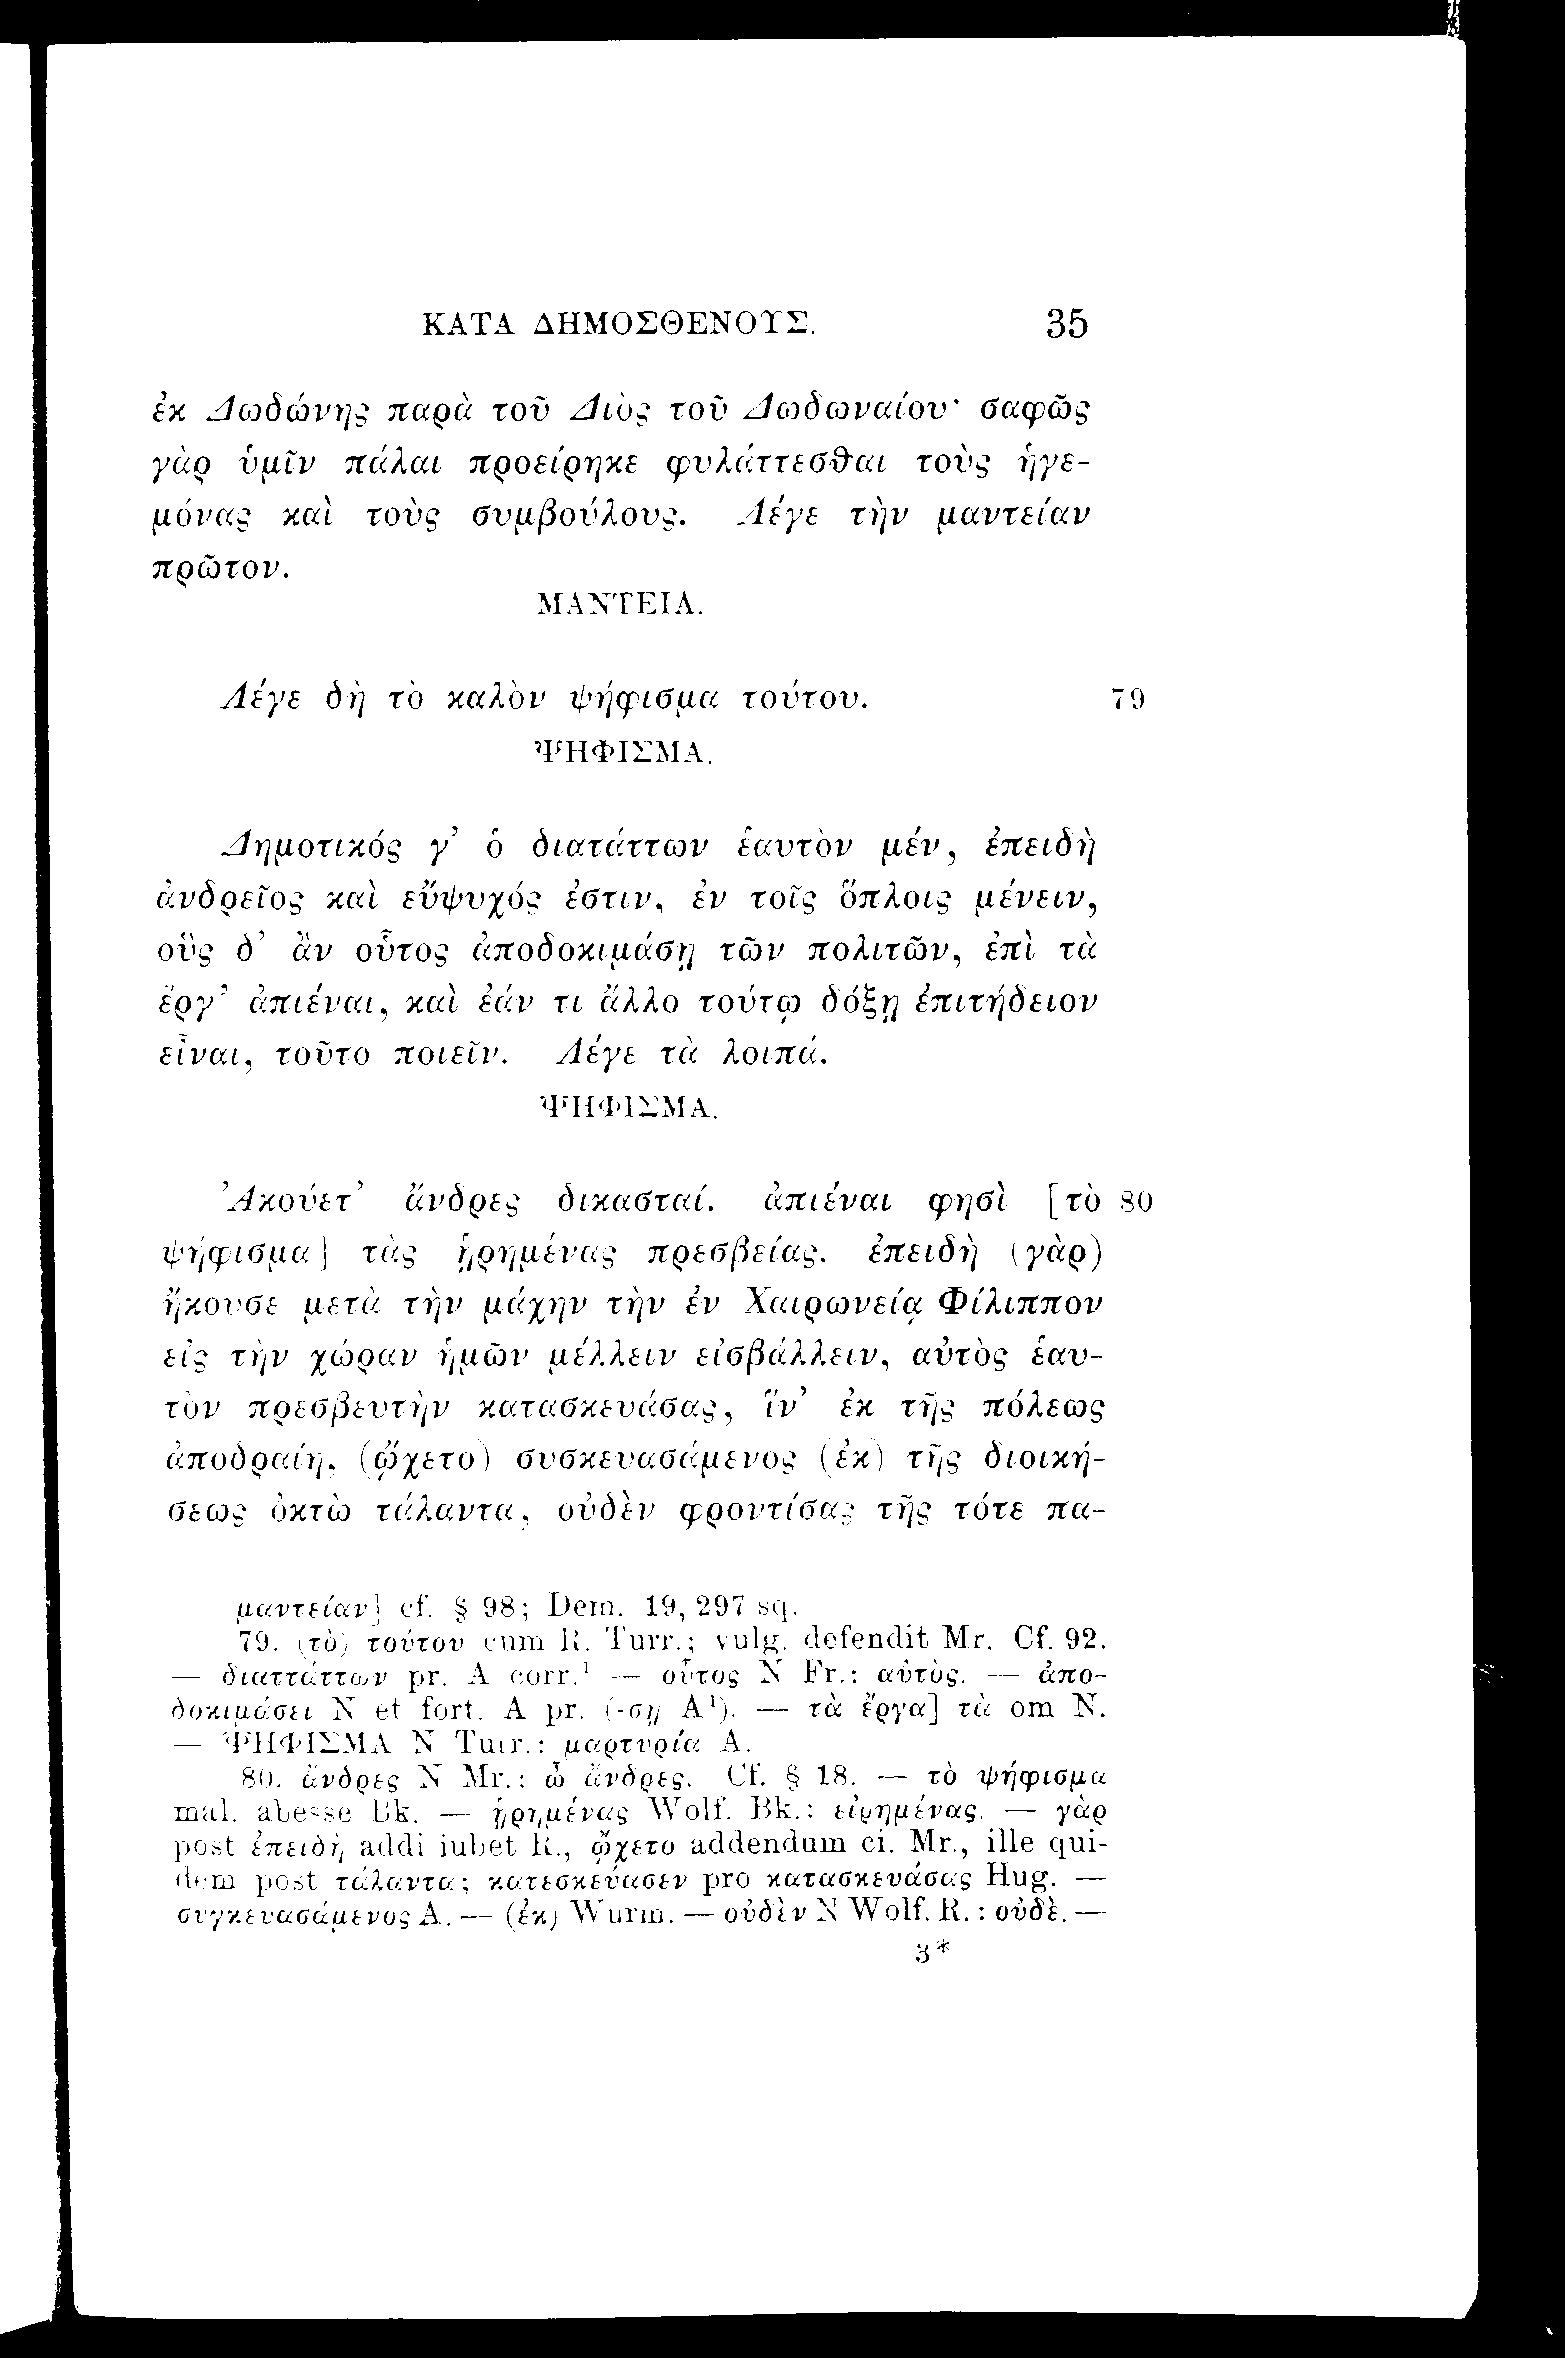 ΚΑΤΑ ΔΗΜΟΣΘΕΝΟΥΣ. 35
ἐκ Δωδώνης παρὰ τοῦ Διὸς τοῦ Δωδωναίου· σαφῶς
γὰρ ὑμῖν πάλαι προείρηκε φυλάττεσθαι τοὺς ἡγε-
μόνας καὶ τοὺς συμβούλους. Λέγε τὴν μαντείαν
πρῶτον.
ΜΑΝΤΕΙΑ.
Λέγε δὴ τὸ καλὸν ψήφισμα τούτου. 79
ΨΗΦΙΣΜΑ.
Δημοτικός γ' ὁ διατάττων ἑαυτὸν μέν, ἐπειδὴ
ἀνδρεῖος καὶ εὔψυχός ἐστιν, ἐν τοῖς ὅπλοις μένειν,
οὓς δ' ἂν οὗτος ἀποδοκιμάσῃ τῶν πολιτῶν, ἐπὶ τὰ
ἔργ' ἀπιέναι, καὶ ἐάν τι ἄλλο τούτῳ δόξῃ ἐπιτήδειον
εἶναι, τοῦτο ποιεῖν. Λέγε τὰ λοιπά.
ΨΗΦΙΣΜΑ.
Ἀκούετ' ἄνδρες δικασταί. ἀπιέναι φησὶ [τὸ 80
ψήφισμα] τὰς ᾑρημένας πρεσβείας. ἐπειδὴ (γὰρ)
ἤκουσε μετὰ τὴν μάχην τὴν ἐν Χαιρωνείᾳ Φίλιππον
εἰς τὴν χώραν ἡμῶν μέλλειν εἰσβάλλειν, αὐτὸς ἑαυ-
τὸν πρεσβευτὴν κατασκευάσας, ἵν' ἐκ τῆς πόλεως
ἀποδραίη, (ᾤχετο) συσκευασάμενος (ἐκ) τῆς διοική-
σεως ὀκτὼ τάλαντα, οὐδὲν φροντίσας τῆς τότε πα-
μαντείαν] cf. § 98; Dem. 19, 297 sq.
79. (τὸ) τούτου cum R. Turr.; vulg. defendit Mr. Cf. 92.
— διαττάττων pr. A corr.¹ — οὗτος N Fr.: αὐτὸς. — ἀπο-
δοκιμάσει N et fort. A pr. (-σῃ A¹). — τὰ ἔργα] τὰ om N.
— ΨΗΦΙΣΜΑ N Turr.: μαρτυρία A.
80. ἄνδρες N Mr.: ὦ ἄνδρες. Cf. § 18. — τὸ ψήφισμα
mal. abesse Bk. — ᾑρημένας Wolf. Bk.: εἰρημένας. — γὰρ
post ἐπειδὴ addi iubet R., ᾤχετο addendum ci. Mr., ille qui-
dem post τάλαντα; κατεσκεύασεν pro κατασκευάσας Hug. —
συγκευασάμενος A. — (ἐκ) Wurm. — οὐδὲν N Wolf. R.: οὐδὲ. —
3*